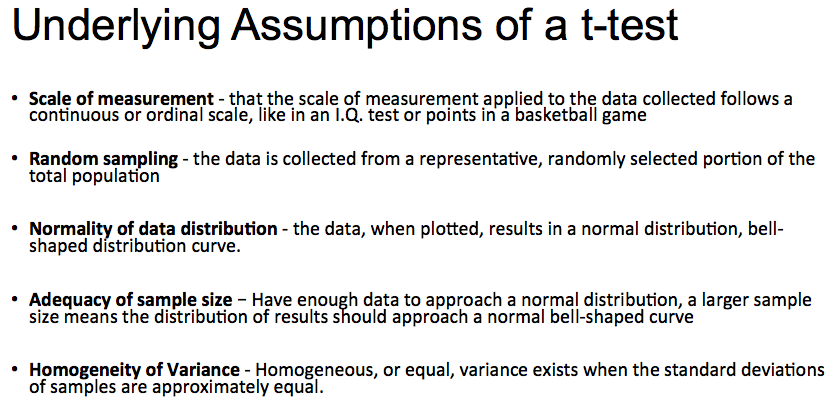 Underlying Assumptions of a t-test
• Scale of measurement - that the scale of measurement applied to the data collected follows a
continuous or ordinal scale, like in an I.Q. test or points in a basketball game
• Random sampling - the data is collected from a representative, randomly selected portion of the
total population
• Normality of data distribution - the data, when plotted, results in a normal distribution, bell-
shaped distribution curve.
• Adequacy of sample size – Have enough data to approach a normal distribution, a larger sample
size means the distribution of results should approach a normal bell-shaped curve
• Homogeneity of Variance - Homogeneous, or equal, variance exists when the standard deviations
of samples are approximately equal.